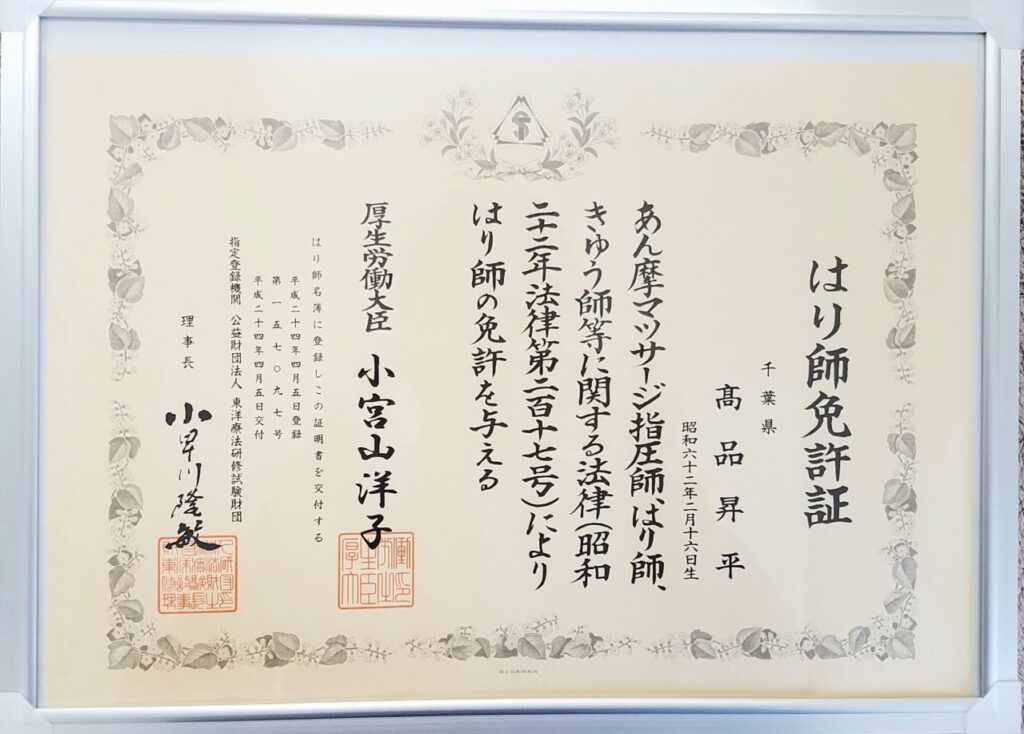 はり師免許証
千葉県
髙品昇平
昭和六十二年二月十六日生
あん摩マツサージ指圧師、はり師、
きゆう師等に関する法律(昭和
二十二年法律第二百十七号)により
はり師の免許を与える
厚生労働大臣 小宮山洋子
はり師名簿に登録しこの証明書を交付する
平成二十四年四月五日登録
第一五七〇九七号
平成二十四年四月五日交付
指定登録機関 公益財団法人 東洋療法研修試験財団
理事長 小早川隆敏